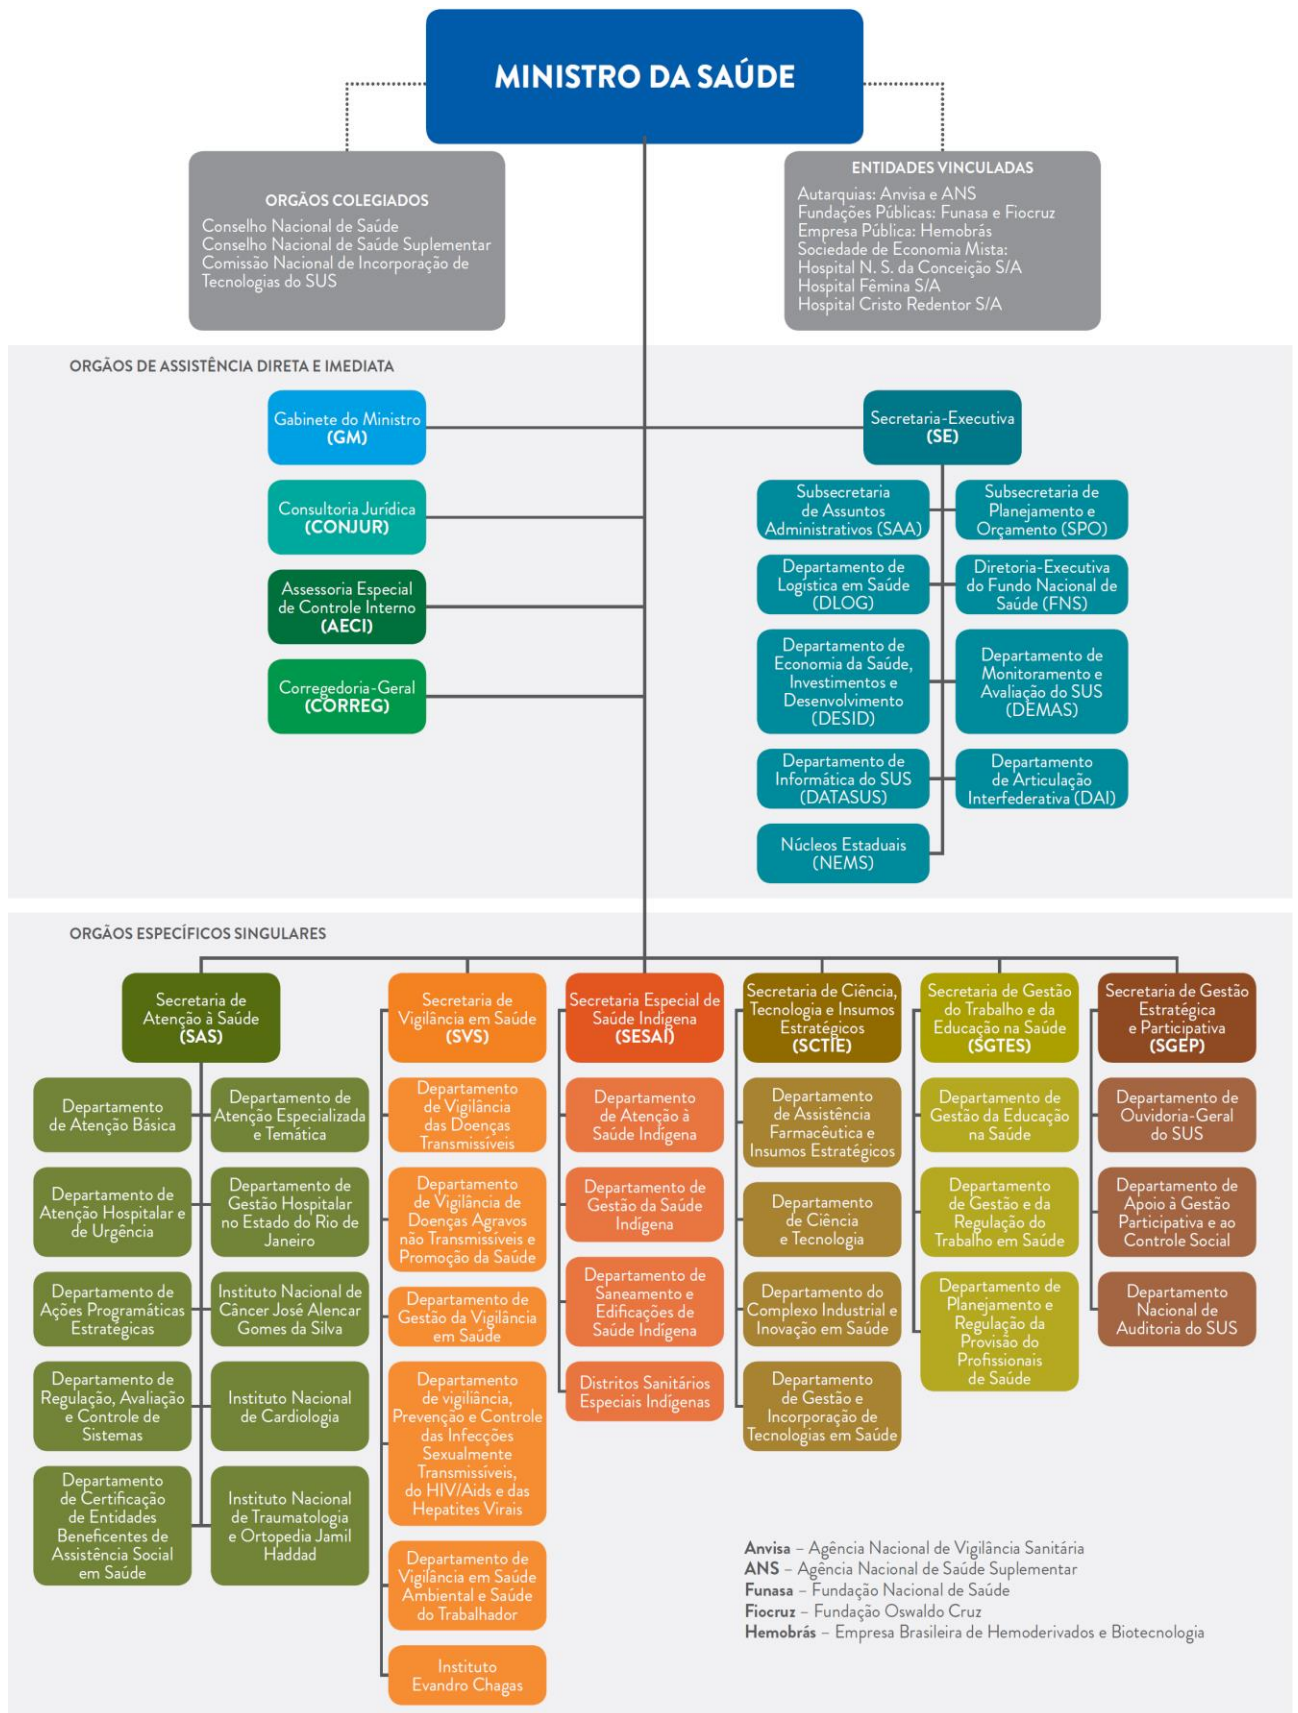 MINISTRO DA SAÚDE
ORGÃOS COLEGIADOS
Conselho Nacional de Saúde
Conselho Nacional de Saúde Suplementar
Comissão Nacional de Incorporação de
Tecnologias do SUS
ENTIDADES VINCULADAS
Autarquias: Anvisa e ANS
Fundações Públicas: Funasa e Fiocruz
Empresa Pública: Hemobrás
Sociedade de Economia Mista:
Hospital N. S. da Conceição S/A
Hospital Fêmina S/A
Hospital Cristo Redentor S/A
ORGÃOS DE ASSISTÊNCIA DIRETA E IMEDIATA
Gabinete do Ministro
(GM)
Consultoria Jurídica
(CONJUR)
Assessoria Especial
de Controle Interno
(AECI)
Corregedoria-Geral
(CORREG)
Secretaria-Executiva
(SE)
Subsecretaria
de Assuntos
Administrativos (SAA)
Subsecretaria de
Planejamento e
Orçamento (SPO)
Departamento de
Logística em Saúde
(DLOG)
Diretoria-Executiva
do Fundo Nacional de
Saúde (FNS)
Departamento de
Economia da Saúde,
Investimentos e
Desenvolvimento
(DESID)
Departamento de
Monitoramento e
Avaliação do SUS
(DEMAS)
Departamento de
Informática do SUS
(DATASUS)
Departamento
de Articulação
Interfederativa (DAI)
Núcleos Estaduais
(NEMS)
ORGÃOS ESPECÍFICOS SINGULARES
Secretaria de
Atenção à Saúde
(SAS)
Departamento
de Atenção Básica
Departamento de
Atenção Especializada
e Temática
Departamento de
Atenção Hospitalar e
de Urgência
Departamento de
Gestão Hospitalar
no Estado do Rio de
Janeiro
Departamento de
Ações Programáticas
Estratégicas
Instituto Nacional de
Câncer José Alencar
Gomes da Silva
Departamento de
Regulação, Avaliação
e Controle de
Sistemas
Instituto Nacional
de Cardiologia
Departamento
de Certificação
de Entidades
Beneficentes de
Assistência Social
em Saúde
Instituto Nacional
de Traumatologia
e Ortopedia Jamil
Haddad
Secretaria de
Vigilância em Saúde
(SVS)
Departamento
de Vigilância
das Doenças
Transmissíveis
Departamento
de Vigilância de
Doenças Agravos
não Transmissíveis e
Promoção da Saúde
Departamento de
Gestão da Vigilância
em Saúde
Departamento
de vigiliância,
Prevenção e Controle
das Infecções
Sexualmente
Transmissíveis,
do HIV/Aids e das
Hepatites Virais
Departamento de
Vigilância em Saúde
Ambiental e Saúde
do Trabalhador
Instituto
Evandro Chagas
Secretaria Especial de
Saúde Indígena
(SESAI)
Departamento
de Atenção à
Saúde Indígena
Departamento de
Gestão da Saúde
Indígena
Departamento de
Saneamento e
Edificações de
Saúde Indígena
Distritos Sanitários
Especiais Indígenas
Secretaria de Ciência,
Tecnologia e Insumos
Estratégicos
(SCTIE)
Departamento
de Assistência
Farmacêutica e
Insumos Estratégicos
Departamento
de Ciência
e Tecnologia
Departamento do
Complexo Industrial e
Inovação em Saúde
Departamento
de Gestão e
Incorporação de
Tecnologias em Saúde
Secretaria de Gestão
do Trabalho e da
Educação na Saúde
(SGTES)
Departamento de
Gestão da Educação
na Saúde
Departamento
de Gestão e da
Regulação do
Trabalho em Saúde
Departamento de
Planejamento e
Regulação da
Provisão do
Profissionais
de Saúde
Secretaria de Gestão
Estratégica
e Participativa
(SGEP)
Departamento de
Ouvidoria-Geral
do SUS
Departamento de
Apoio à Gestão
Participativa e ao
Controle Social
Departamento
Nacional de
Auditoria do SUS
Anvisa – Agência Nacional de Vigilância Sanitária
ANS – Agência Nacional de Saúde Suplementar
Funasa – Fundação Nacional de Saúde
Fiocruz – Fundação Oswaldo Cruz
Hemobrás – Empresa Brasileira de Hemoderivados e Biotecnologia